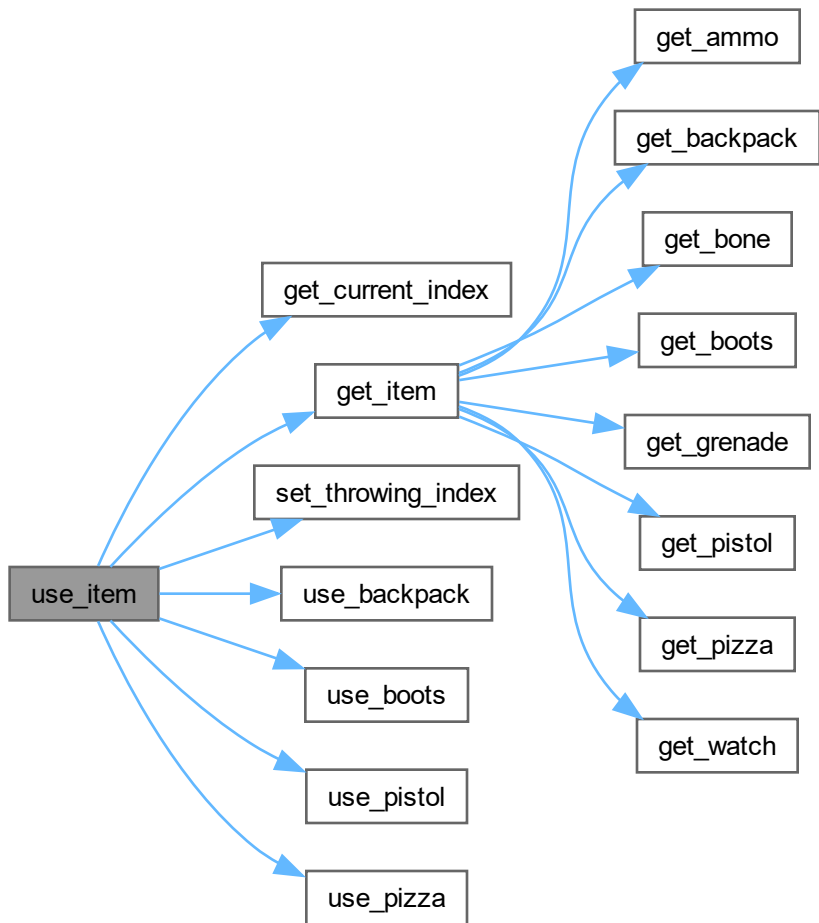 get_ammo
get_backpack
get_bone
get_current_index
get_boots
get_item
get_grenade
set_throwing_index
get_pistol
use_item
use_backpack
get_pizza
use_boots
get_watch
use_pistol
use_pizza